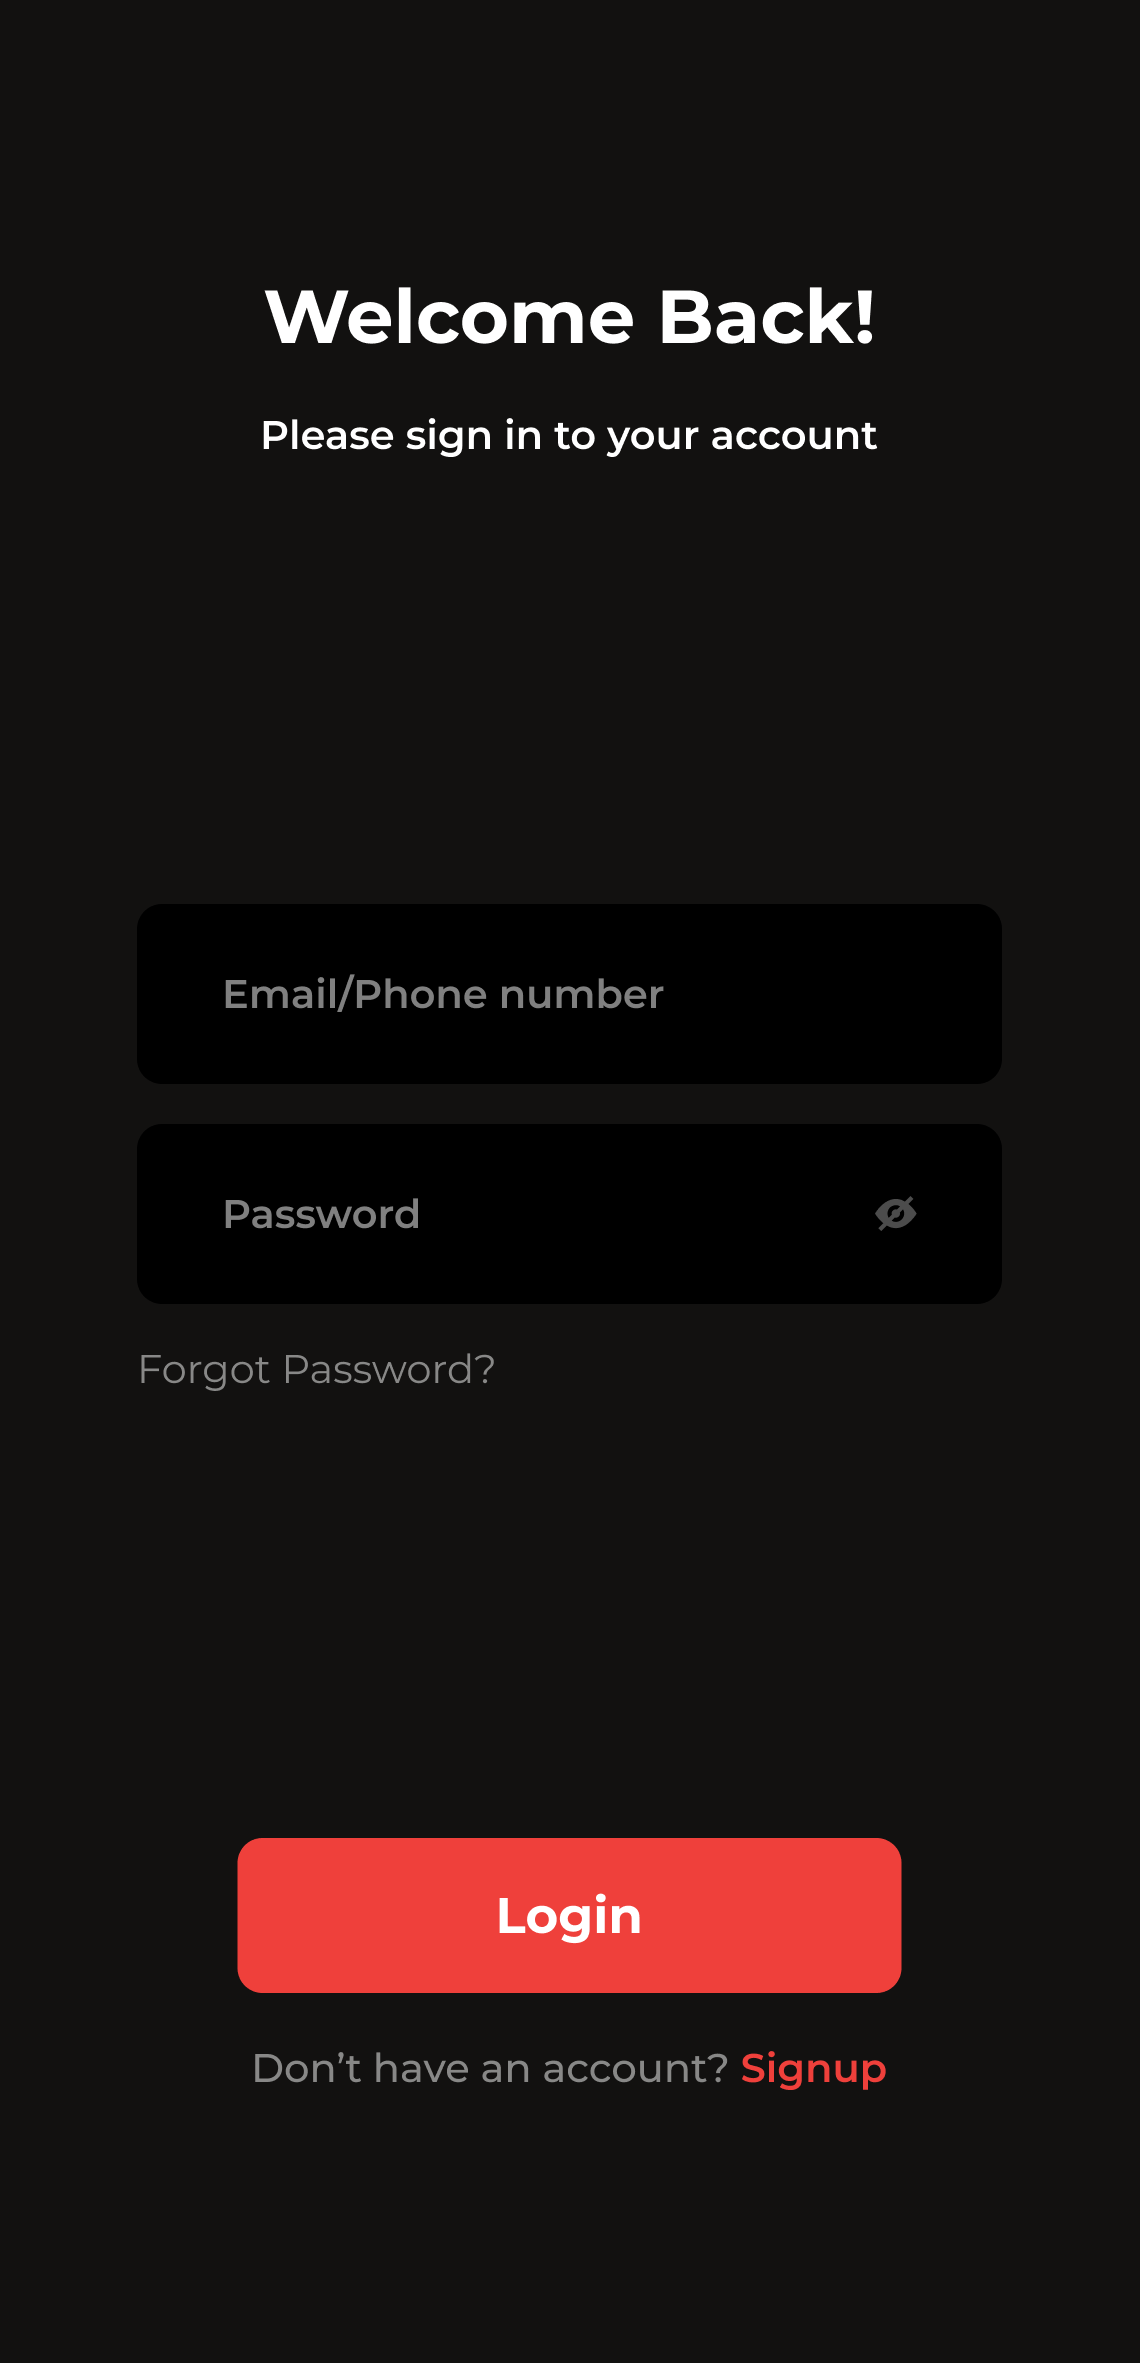 Welcome Back!
Please sign in to your account
Email/Phone number
Password
Forgot Password?
Login
Don’t have an account? Signup